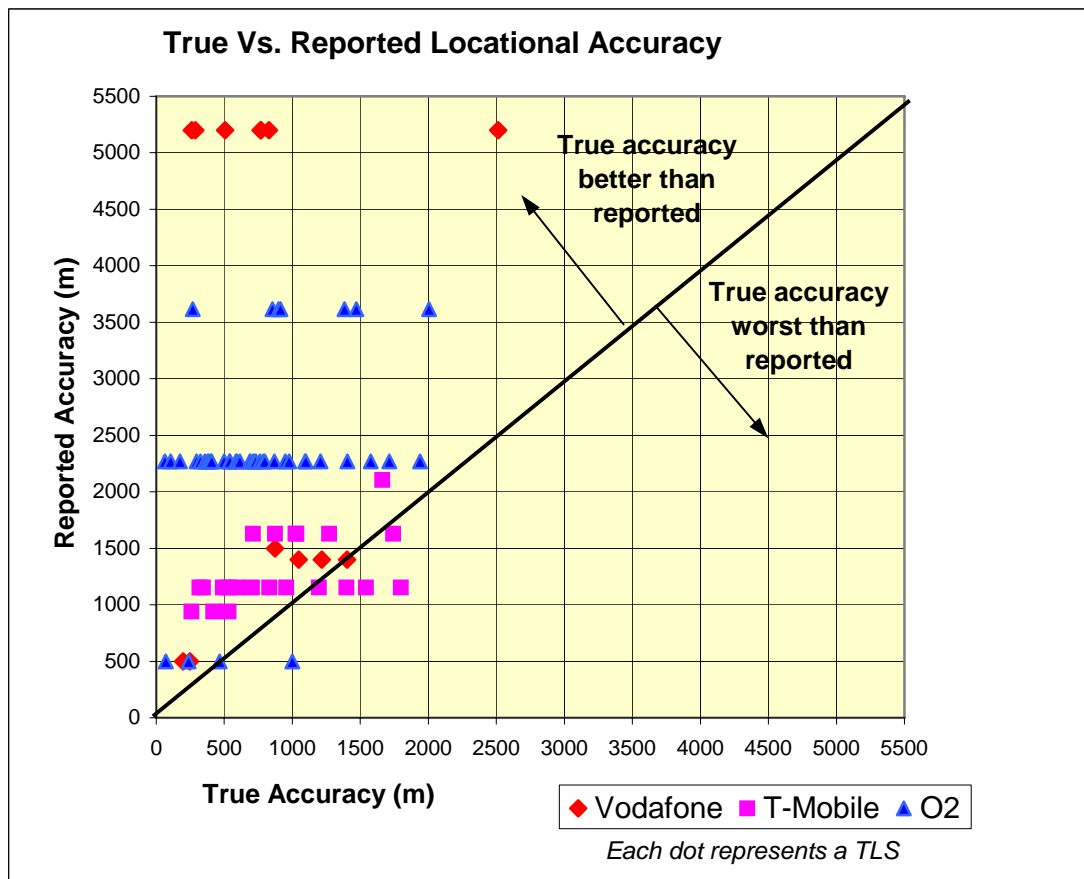 True Vs. Reported Locational Accuracy
5500
5000
4500
4000
3500
3000
2500
2000
1500
1000
500
0
Reported Accuracy (m)
True accuracy
better than
reported
True accuracy
worst than
reported
0 500 1000 1500 2000 2500 3000 3500 4000 4500 5000 5500
True Accuracy (m)
Vodafone T-Mobile O2
Each dot represents a TLS